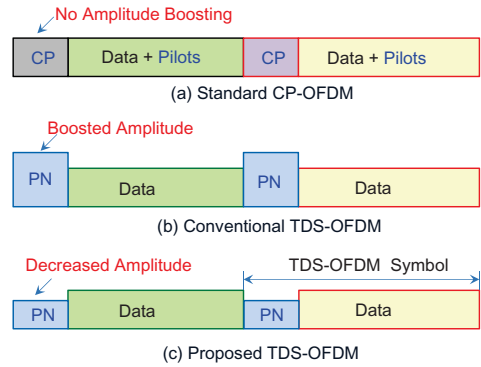 No Amplitude Boosting
CP Data + Pilots CP Data + Pilots
(a) Standard CP-OFDM
Boosted Amplitude
PN Data PN Data
(b) Conventional TDS-OFDM
Decreased Amplitude TDS-OFDM Symbol
PN Data PN Data
(c) Proposed TDS-OFDM